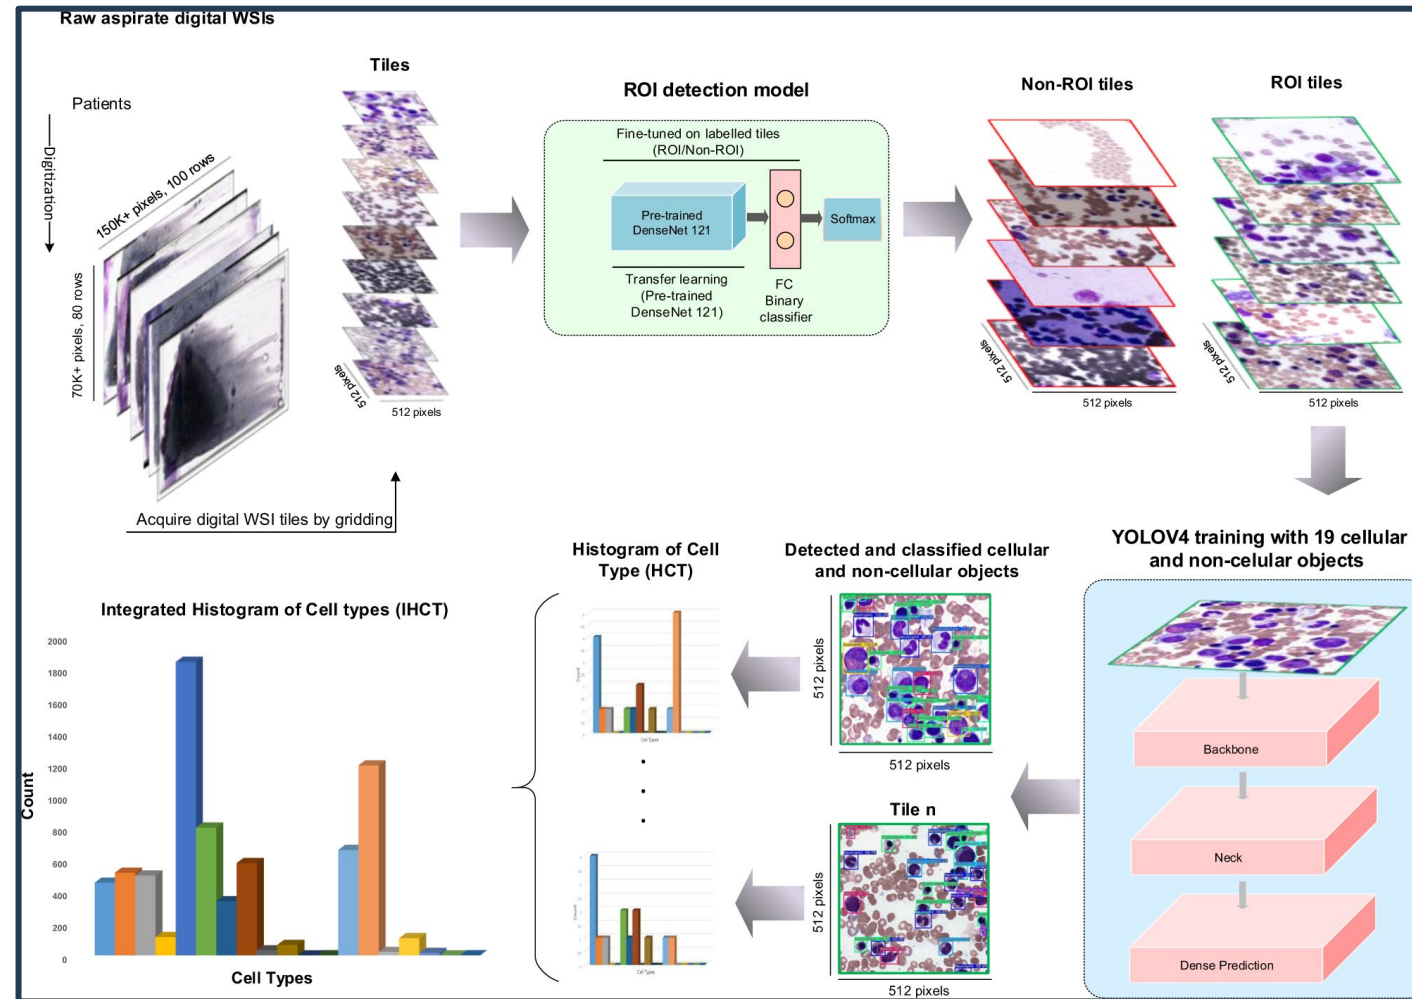 Raw aspirate digital WSIs
Patients
Digitization
150K+ pixels, 100 rows
70K+ pixels, 80 rows
Acquire digital WSI tiles by gridding
Tiles
512 pixels
512 pixels
ROI detection model
Fine-tuned on labelled tiles
(ROI/Non-ROI)
Pre-trained
DenseNet 121
Softmax
Transfer learning
(Pre-trained
DenseNet 121)
FC
Binary
classifier
Non-ROI tiles
512 pixels
512 pixels
ROI tiles
512 pixels
512 pixels
YOLOV4 training with 19 cellular
and non-celular objects
Backbone
Neck
Dense Prediction
Detected and classified cellular
and non-cellular objects
512 pixels
512 pixels
Tile n
512 pixels
512 pixels
Histogram of Cell
Type (HCT)
Count
Cell Types
Cell Types
Integrated Histogram of Cell types (IHCT)
2000
1800
1600
1400
1200
1000
800
600
400
200
0
Count
Cell Types